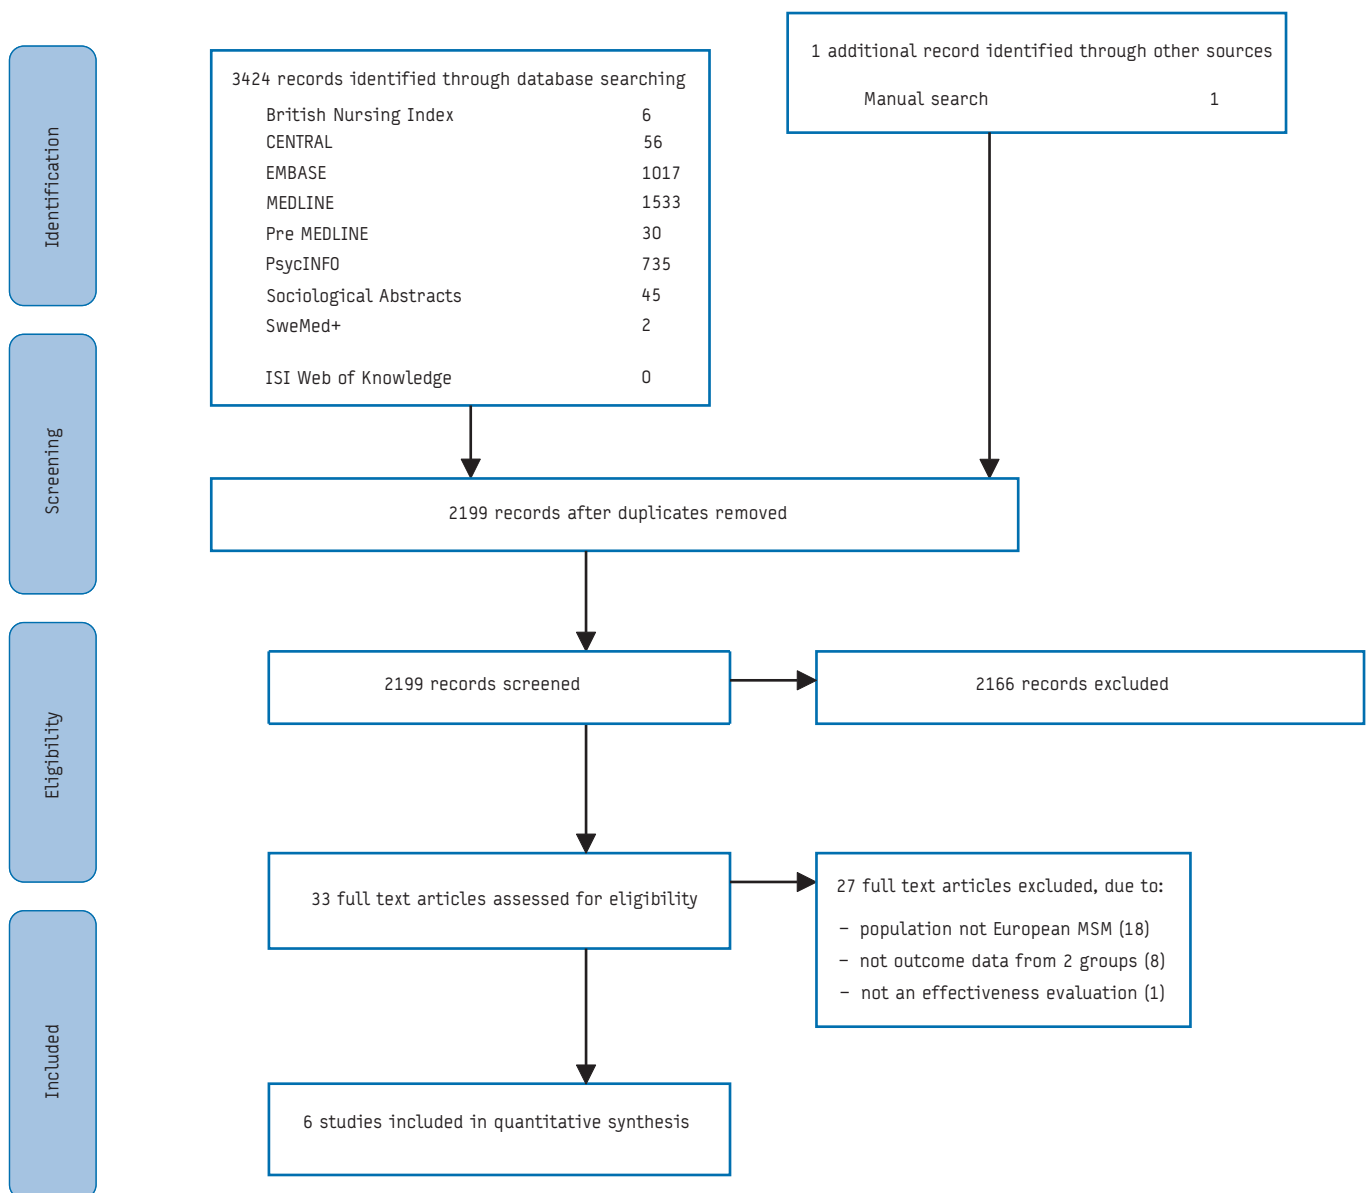 Identification
3424 records identified through database searching
British Nursing Index 6
CENTRAL 56
EMBASE 1017
MEDLINE 1533
Pre MEDLINE 30
PsycINFO 735
Sociological Abstracts 45
SweMed+ 2
ISI Web of Knowledge 0
1 additional record identified through other sources
Manual search 1
Screening
2199 records after duplicates removed
2199 records screened
2166 records excluded
Eligibility
33 full text articles assessed for eligibility
27 full text articles excluded, due to:
– population not European MSM (18)
– not outcome data from 2 groups (8)
– not an effectiveness evaluation (1)
Included
6 studies included in quantitative synthesis